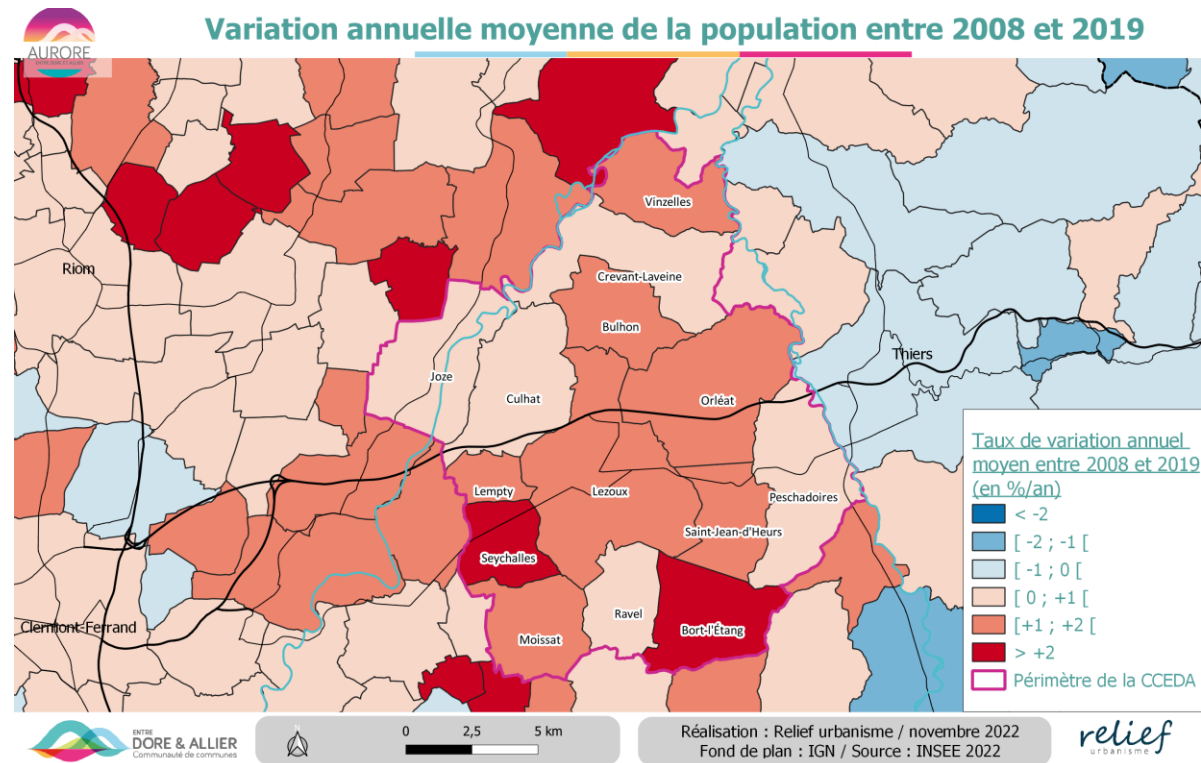 Variation annuelle moyenne de la population entre 2008 et 2019
AURORE
ENTRE DORE ET ALLIER
Vinzelles
Riom
Crevant-Laveine
Bulhon
Thiers
Joze
Culhat
Orléat
Lempty
Lezoux
Peschadoires
Saint-Jean-d'Heurs
Seychalles
Ravel
Clermont-Ferrand
Moissat
Bort-l'Étang
Taux de variation annuel
moyen entre 2008 et 2019
(en %/an)
< -2
[ -2 ; -1 [
[ -1 ; 0 [
[ 0 ; +1 [
[+1 ; +2 [
> +2
Périmètre de la CCEDA
ENTRE
DORE & ALLIER
Communauté de communes
N
0 2,5 5 km
Réalisation : Relief urbanisme / novembre 2022
Fond de plan : IGN / Source : INSEE 2022
relief
urbanisme